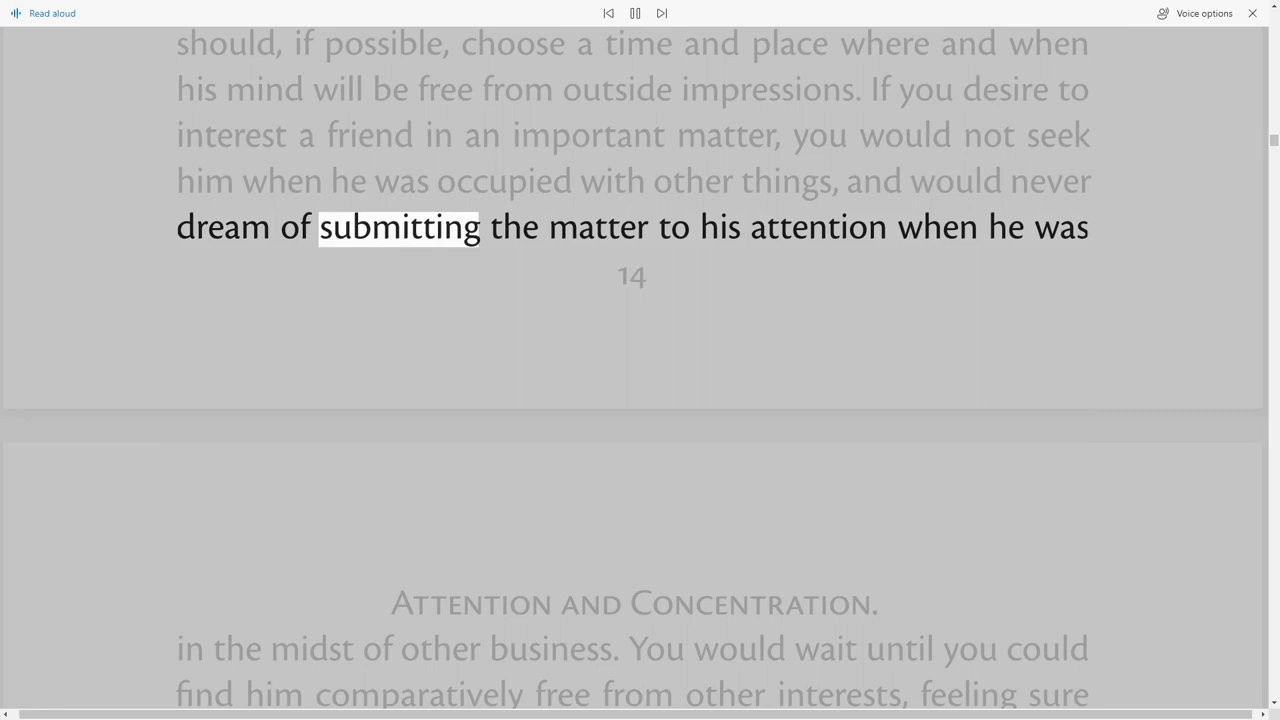 Read aloud
Voice options
should, if possible, choose a time and place where and when
his mind will be free from outside impressions. If you desire to
interest a friend in an important matter, you would not seek
him when he was occupied with other things, and would never
dream of submitting the matter to his attention when he was
14
Attention and Concentration.
in the midst of other business. You would wait until you could
find him comparatively free from other interests, feeling sure